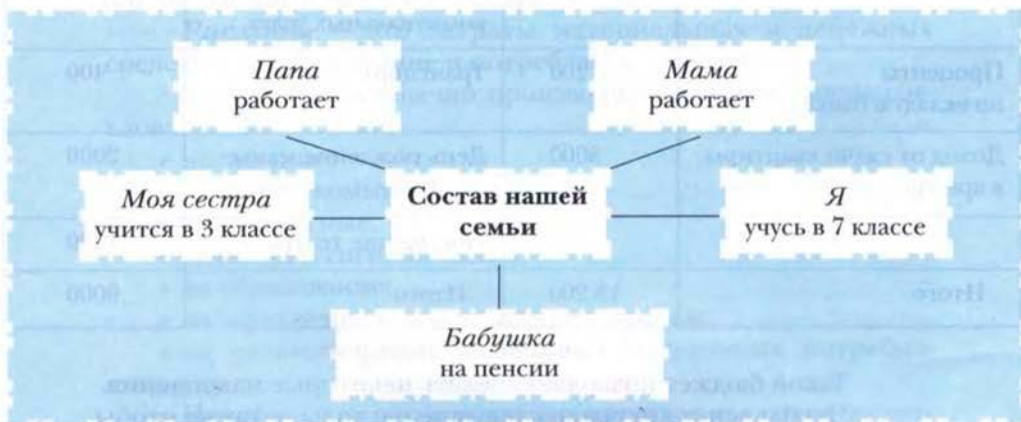 Папа
работает
Мама
работает
Моя сестра
учится в 3 классе
Состав нашей
семьи
Я
учусь в 7 классе
Бабушка
на пенсии